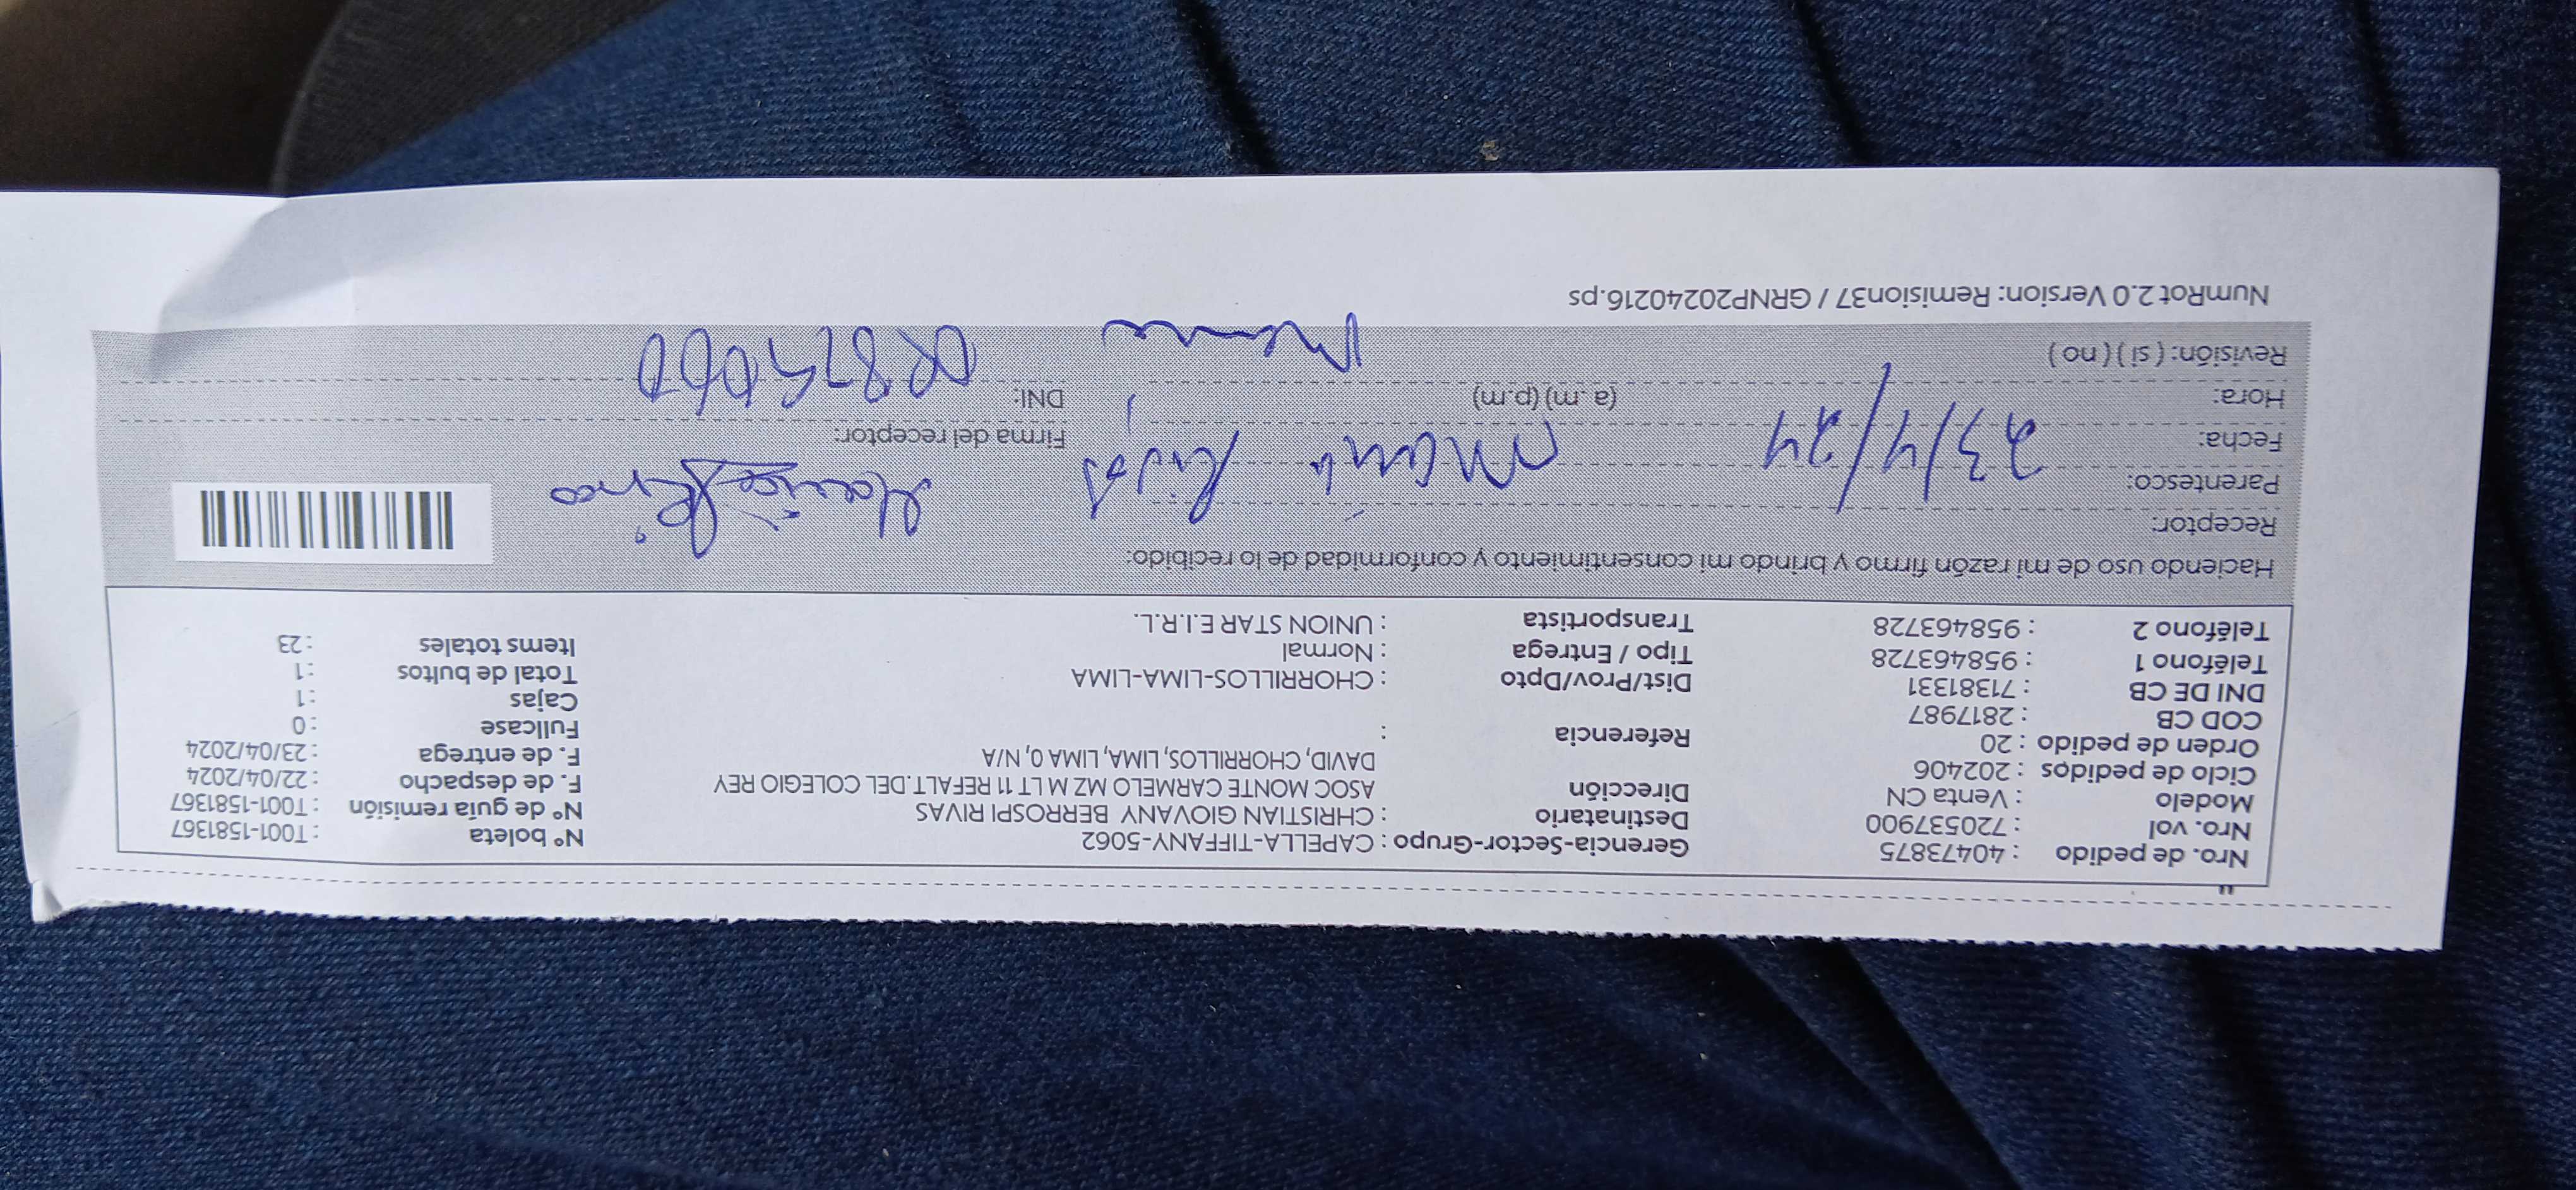 Nro. de pedido : 40473875
Nro. vol : 720537900
Modelo : Venta CN
Ciclo de pedidos : 202406
Orden de pedido : 20
COD CB : 2817987
DNI DE CB : 71381331
Teléfono 1 : 958463728
Teléfono 2 : 958463728
Gerencia-Sector-Grupo : CAPELLA-TIFFANY-5062
Destinatario : CHRISTIAN GIOVANY BERROSPI RIVAS
Dirección ASOC MONTE CARMELO MZ M LT 11 REFALT.DEL COLEGIO REY
DAVID, CHORRILLOS, LIMA, LIMA 0, N/A
Referencia :
Dist/Prov/Dpto : CHORRILLOS-LIMA-LIMA
Tipo / Entrega : Normal
Transportista : UNION STAR E.I.R.L.
Nº boleta : T001-1581367
Nº de guía remisión : T001-1581367
F. de despacho : 22/04/2024
F. de entrega : 23/04/2024
Fullcase : 0
Cajas : 1
Total de bultos : 1
Items totales : 23
Haciendo uso de mi razón firmo y brindo mi consentimiento y conformidad de lo recibido:
Receptor:
Parentesco:
Fecha: 23/4/24
Hora: (a .m) (p.m)
Revisión: ( si ) ( no )
Firma del receptor:
DNI:
NumRot 2.0 Version: Remision37 / GRNP20240216.ps